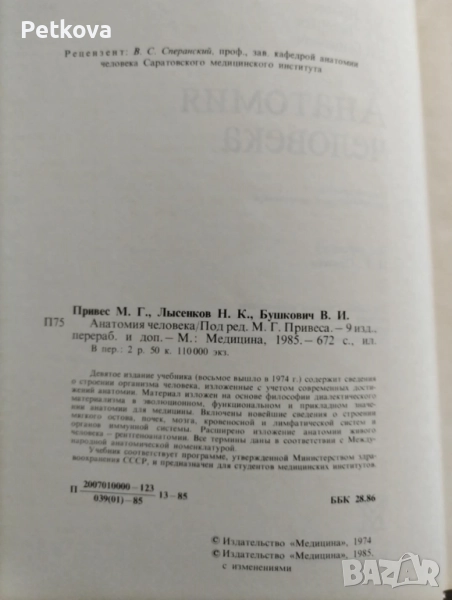 Petkova
Рецензент: В. С. Сперанский, проф., зав. кафедрой анатомии
человека Саратовского медицинского института
Привес М. Г., Лысенков Н. К., Бушкович В. И.
П75 Анатомия человека/Под ред. М. Г. Привеса.— 9 изд.,
перераб. и доп.— М.: Медицина, 1985.— 672 с., ил.
В пер.: 2 р. 50 к. 110 000 экз.
Девятое издание учебника (восьмое вышло в 1974 г.) содержит сведения
о строении организма человека, изложенные с учетом современных дости-
жений анатомии. Материал изложен на основе философии диалектического
материализма в эволюционном, функциональном и прикладном значе-
нии анатомии для медицины. Включены новейшие сведения о строении
мягкого остова, почек, мозга, кровеносной и лимфатической систем и
органов иммунной системы. Расширено изложение анатомии живого
человека — рентгеноанатомии. Все термины даны в соответствии с Между-
народной анатомической номенклатурой.
Учебник соответствует программе, утвержденной Министерством здра-
воохранения СССР, и предназначен для студентов медицинских институтов.
П 2007010000—123 13—85 ББК 28.86
039(01)—85
© Издательство «Медицина», 1974
© Издательство «Медицина», 1985.
с изменениями
BAZAR